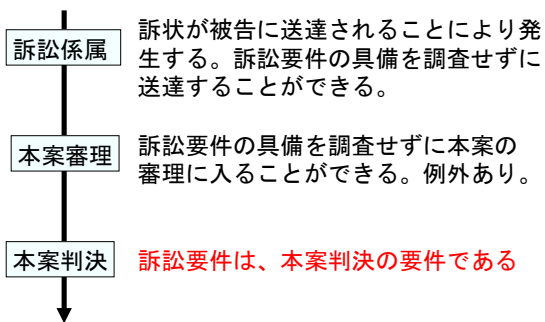 訴訟係属
訴状が被告に送達されることにより発
生する。訴訟要件の具備を調査せずに
送達することができる。
本案審理
訴訟要件の具備を調査せずに本案の
審理に入ることができる。例外あり。
本案判決
訴訟要件は、本案判決の要件である